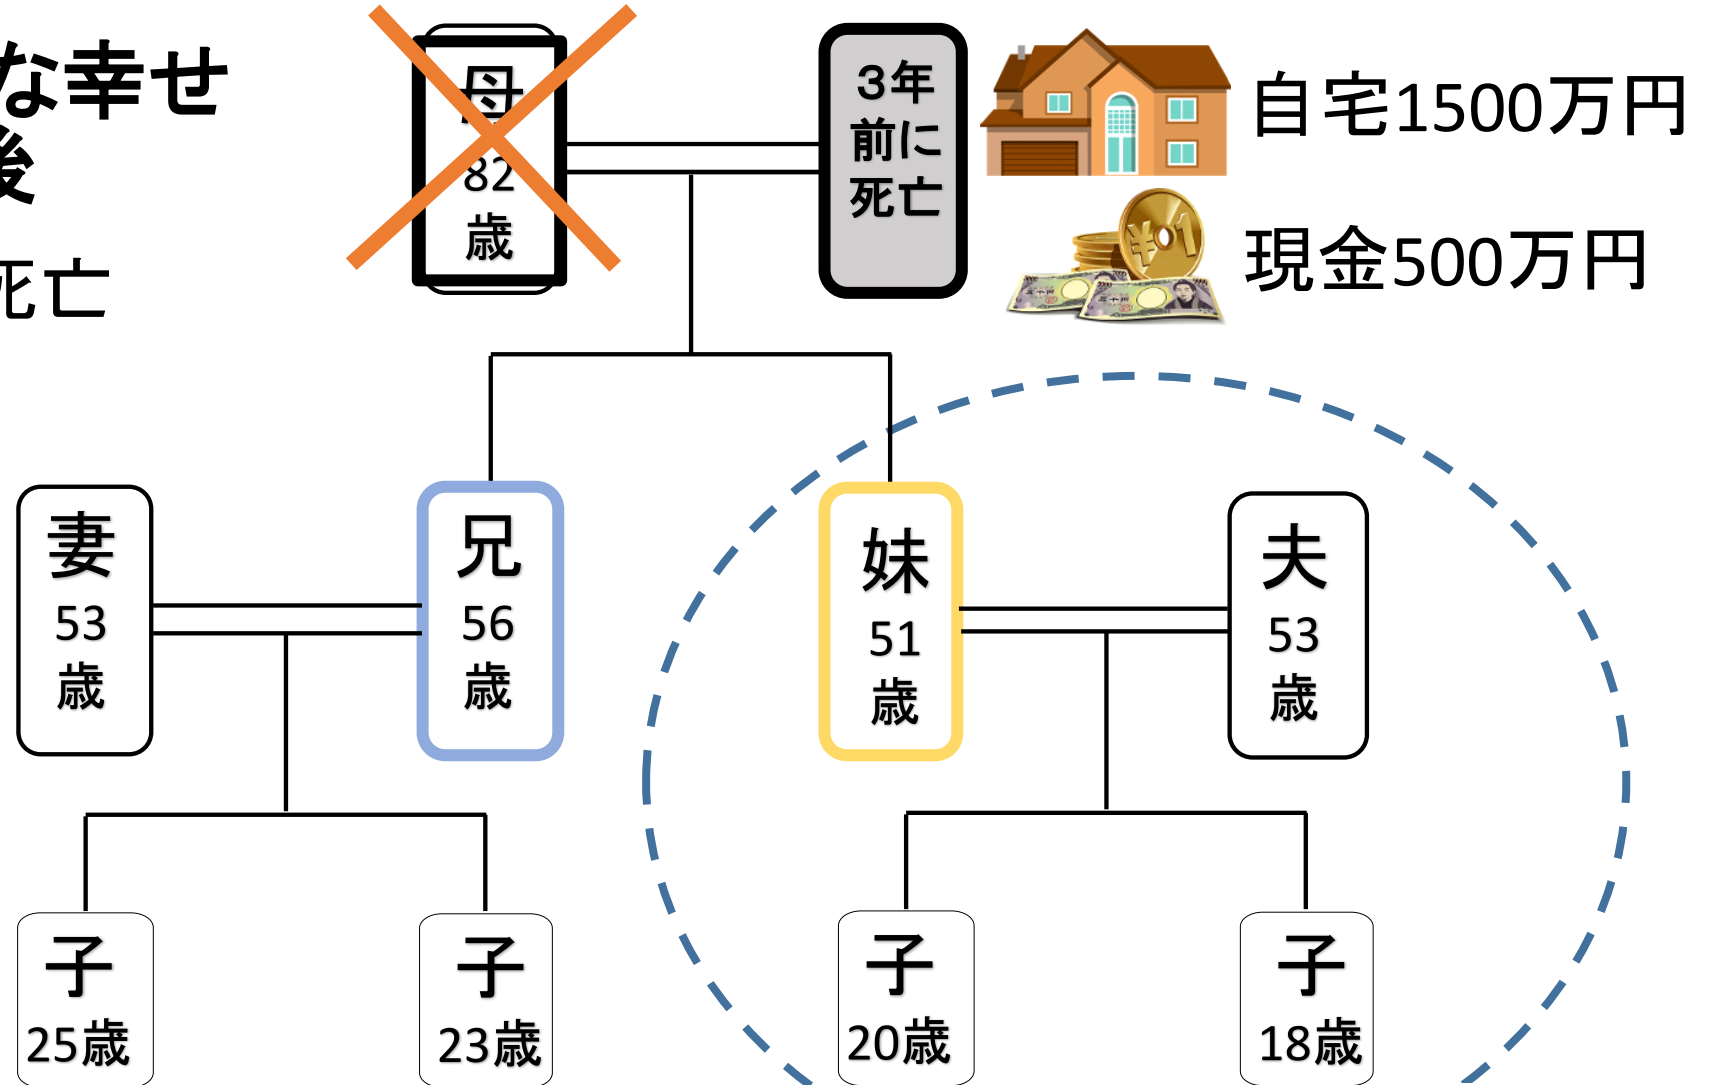 な幸せ
後
死亡
母
82
歳
３年
前に
死亡
自宅1500万円
¥1
現金500万円
妻
53
歳
兄
56
歳
妹
51
歳
夫
53
歳
子
25歳
子
23歳
子
20歳
子
18歳